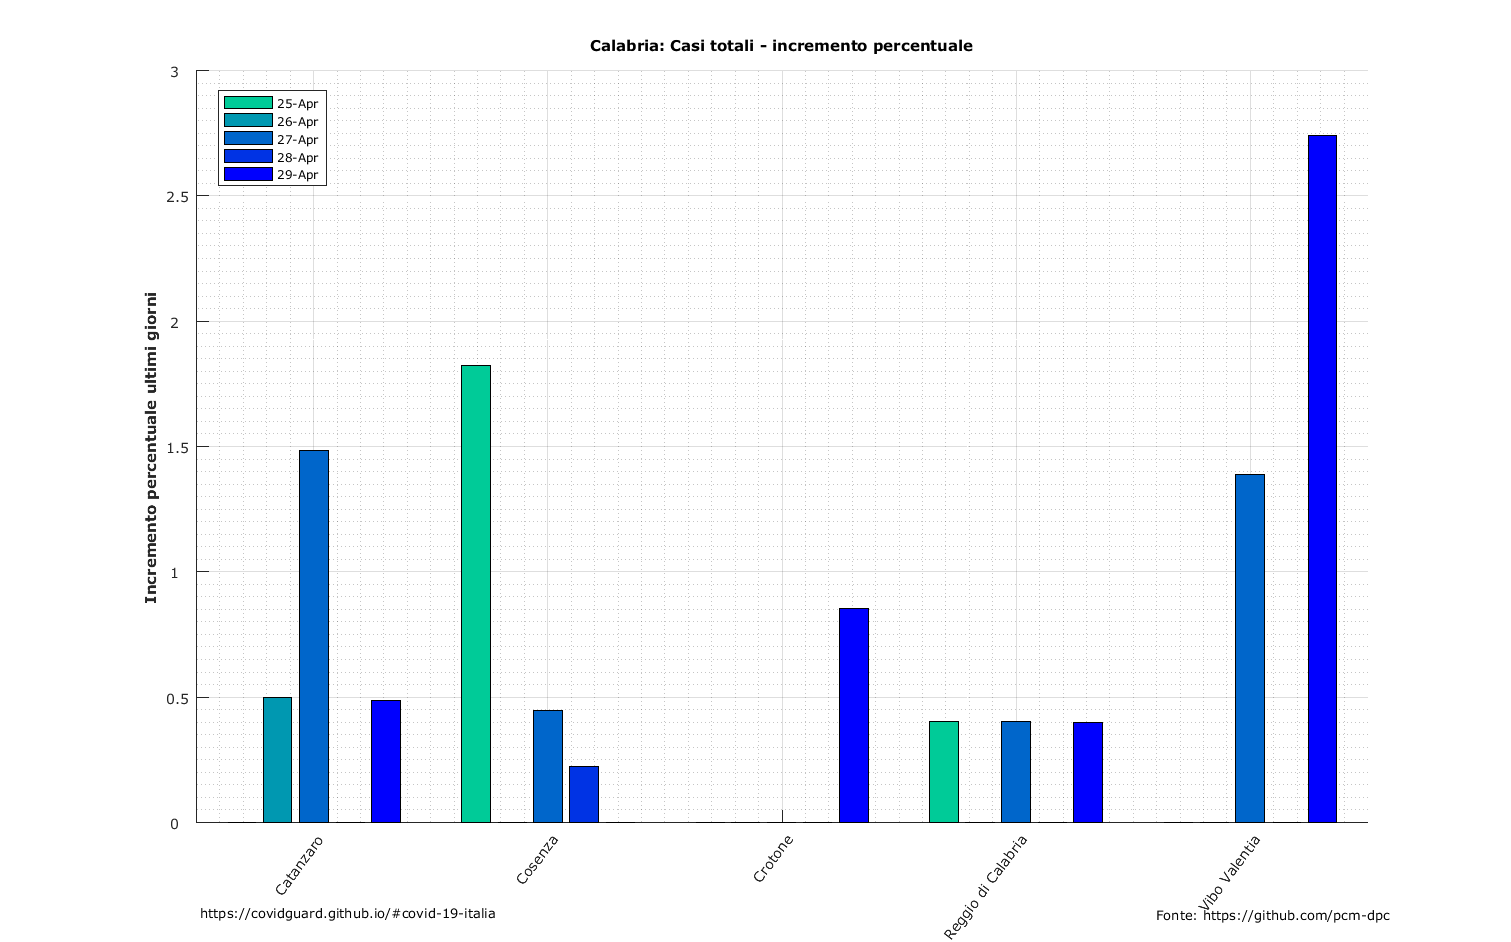 Calabria: Casi totali - incremento percentuale
3
2.5
2
1.5
1
0.5
0
Incremento percentuale ultimi giorni
25-Apr
26-Apr
27-Apr
28-Apr
29-Apr
Catanzaro
Cosenza
Crotone
Reggio di Calabria
Vibo Valentia
https://covidguard.github.io/#covid-19-italia
Fonte: https://github.com/pcm-dpc